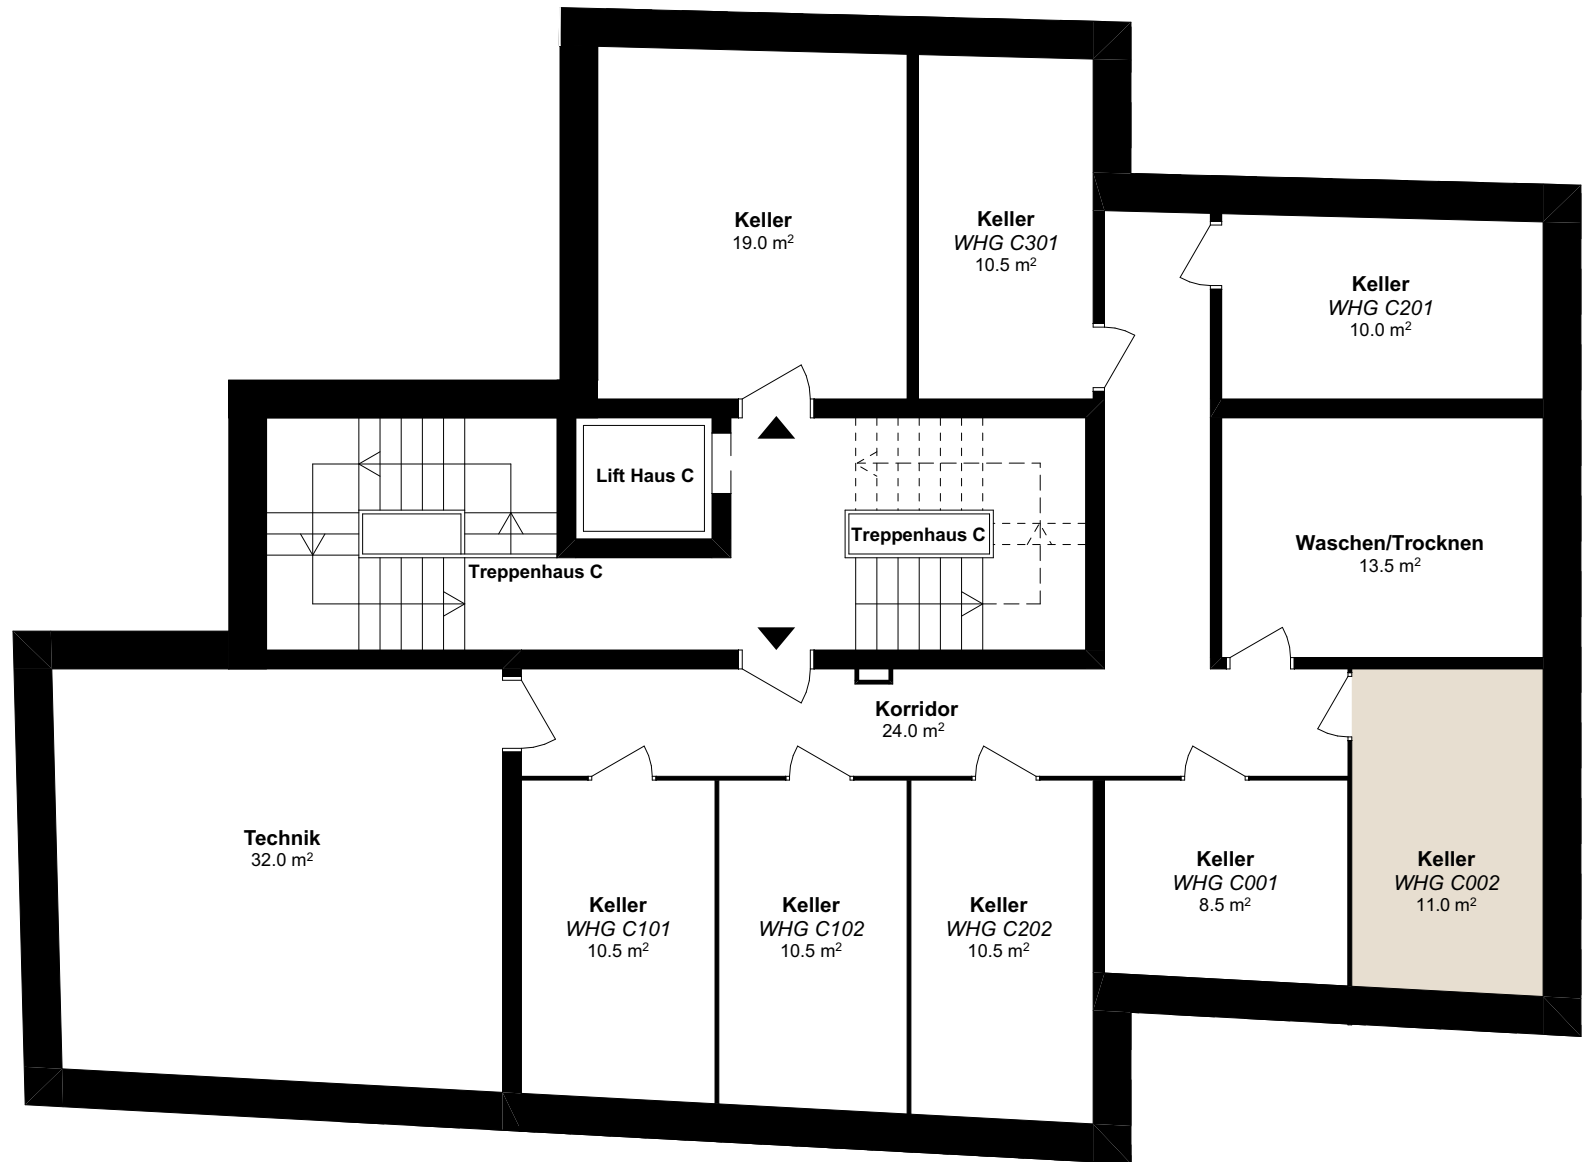 Keller
19.0 m²
Keller
WHG C301
10.5 m²
Keller
WHG C201
10.0 m²
Lift Haus C
Treppenhaus C
Treppenhaus C
Waschen/Trocknen
13.5 m²
Korridor
24.0 m²
Technik
32.0 m²
Keller
WHG C101
10.5 m²
Keller
WHG C102
10.5 m²
Keller
WHG C202
10.5 m²
Keller
WHG C001
8.5 m²
Keller
WHG C002
11.0 m²